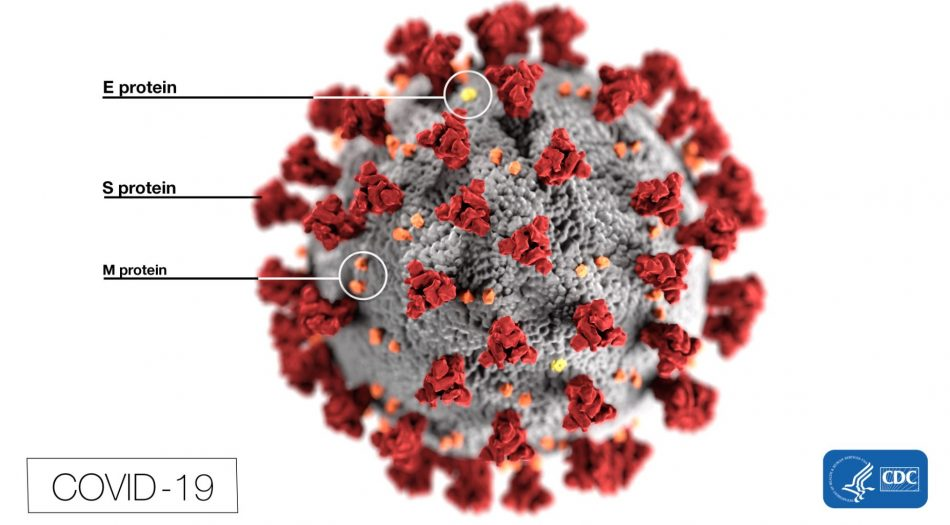 E protein
S protein
M protein
COVID-19
CDC